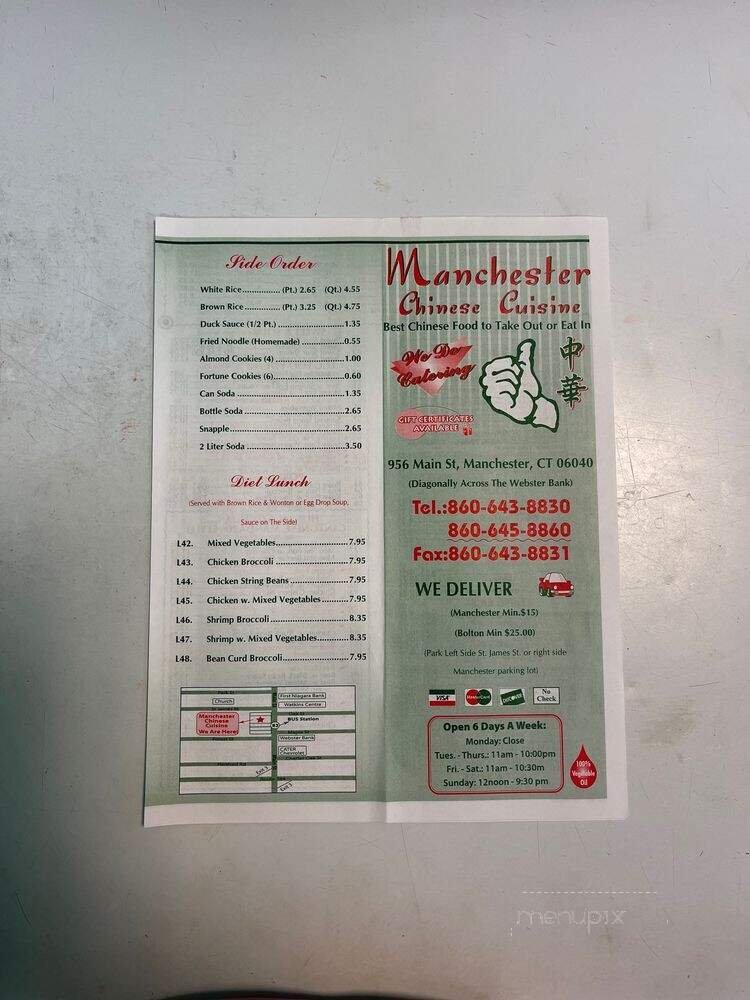 Side Order
White Rice................ (Pt.) 2.65 (Qt.) 4.55
Brown Rice............... (Pt.) 3.25 (Qt.) 4.75
Duck Sauce (1/2 Pt.) ........................1.35
Fried Noodle (Homemade) ................0.55
Almond Cookies (4) ..........................1.00
Fortune Cookies (6)..........................0.60
Can Soda .........................................1.35
Bottle Soda ......................................2.65
Snapple............................................2.65
2 Liter Soda .....................................3.50
Diet Lunch
(Served with Brown Rice & Wonton or Egg Drop Soup,
Sauce on The Side)
L42. Mixed Vegetables............................7.95
L43. Chicken Broccoli ............................7.95
L44. Chicken String Beans .....................7.95
L45. Chicken w. Mixed Vegetables...........7.95
L46. Shrimp Broccoli..............................8.35
L47. Shrimp w. Mixed Vegetables............8.35
L48. Bean Curd Broccoli.........................7.95
Church
First Niagara Bank
Watkins Centre
Manchester
Chinese
Cuisine
We Are Here)
BUS Station
Webster Bank
CATER
Chevrolet
Manchester
Chinese Cuisine
Best Chinese Food to Take Out or Eat In
We Do
Catering
中
華
GIFT CERTIFICATES
AVAILABLE
956 Main St, Manchester, CT 06040
(Diagonally Across The Webster Bank)
Tel.:860-643-8830
860-645-8860
Fax:860-643-8831
WE DELIVER
(Manchester Min.$15)
(Bolton Min $25.00)
(Park Left Side St. James St. or right side
Manchester parking lot)
VISA
MasterCard
DISCOVER
No
Check
Open 6 Days A Week:
Monday: Close
Tues. - Thurs.: 11am - 10:00pm
Fri. - Sat.: 11am - 10:30m
Sunday: 12noon - 9:30 pm
100%
Vegetable
Oil
menupix